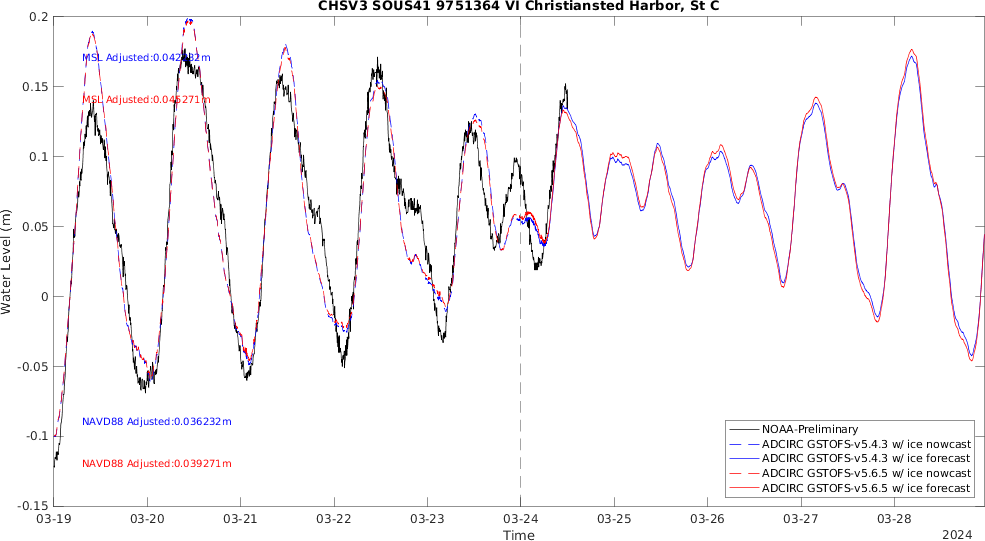 CHSV3 SOUS41 9751364 VI Christiansted Harbor, St C
0.2
0.15
0.1
0.05
0
-0.05
-0.1
-0.15
Water Level (m)
MSL Adjusted:0.042232m
MSL Adjusted:0.045271m
NAVD88 Adjusted:0.036232m
NAVD88 Adjusted:0.039271m
NOAA-Preliminary
ADCIRC GSTOFS-v5.4.3 w/ ice nowcast
ADCIRC GSTOFS-v5.4.3 w/ ice forecast
ADCIRC GSTOFS-v5.6.5 w/ ice nowcast
ADCIRC GSTOFS-v5.6.5 w/ ice forecast
03-19 03-20 03-21 03-22 03-23 03-24 03-25 03-26 03-27 03-28
Time
2024